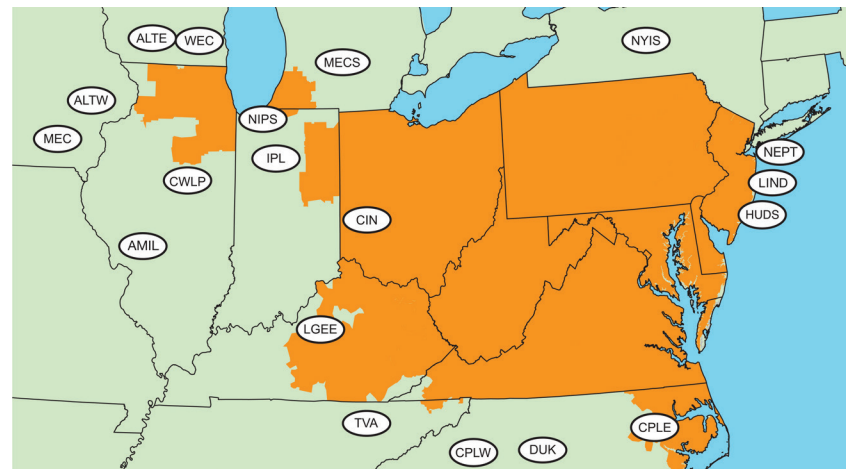 ALTE
WEC
NYIS
MECS
ALTW
NIPS
MEC
NEPT
IPL
CWLP
LIND
HUDS
CIN
AMIL
LGEE
TVA
CPLE
CPLW
DUK